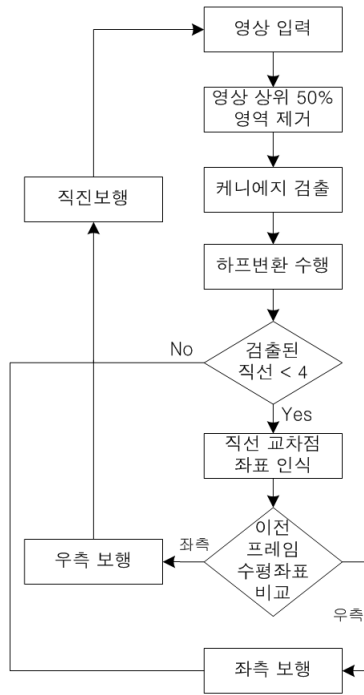 영상 입력
영상 상위 50%
영역 제거
케니에지 검출
직진보행
하프변환 수행
No
검출된
직선 < 4
Yes
직선 교차점
좌표 인식
이전
프레임
수평좌표
비교
좌측
우측 보행
우측
좌측 보행